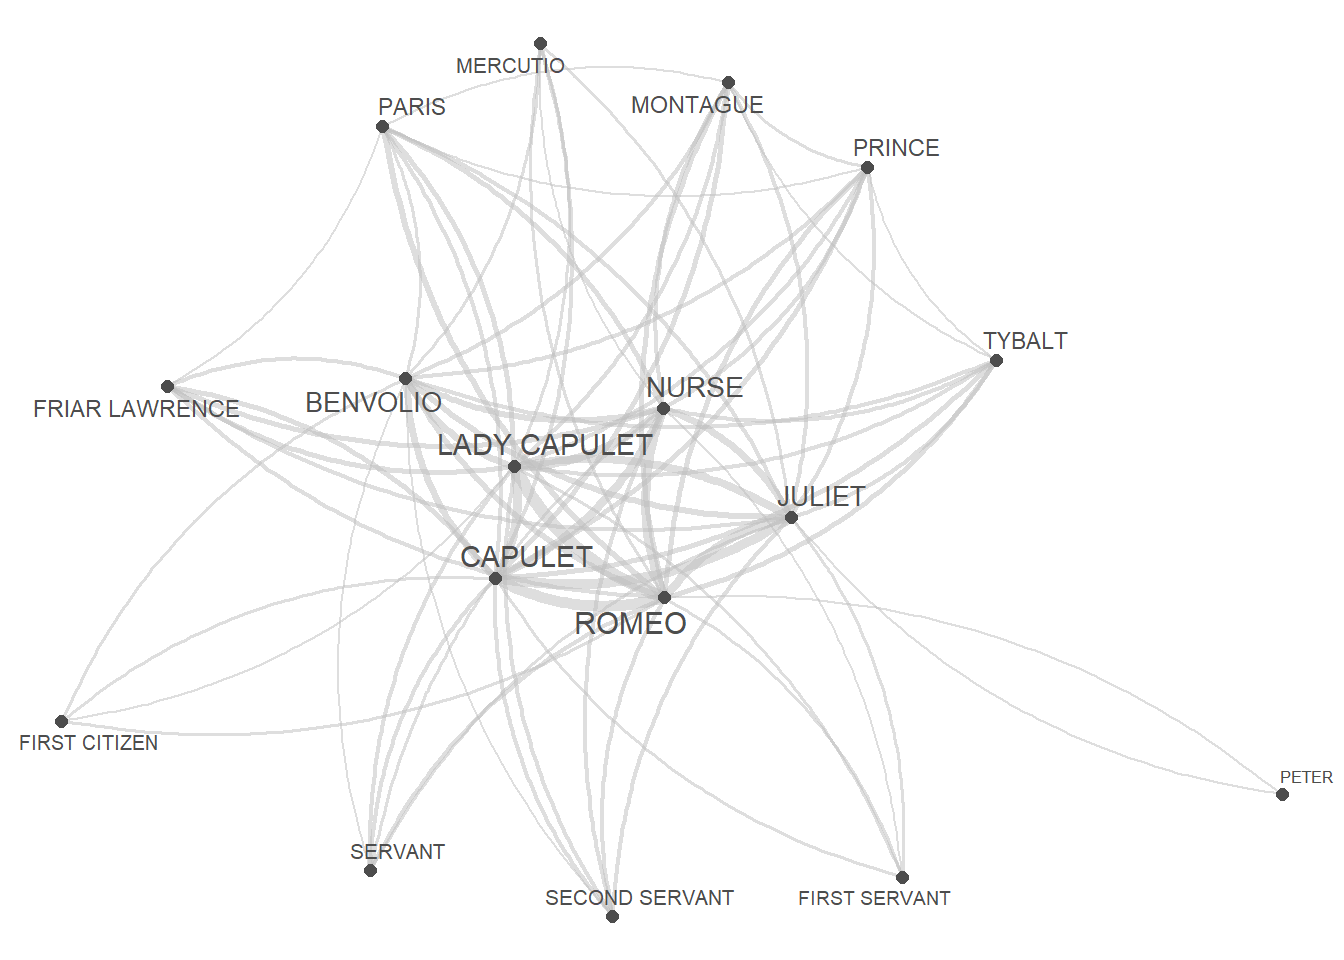 MERCUTIO
PARIS
MONTAGUE
PRINCE
TYBALT
NURSE
FRIAR LAWRENCE
BENVOLIO
LADY CAPULET
JULIET
CAPULET
ROMEO
FIRST CITIZEN
PETER
SERVANT
SECOND SERVANT
FIRST SERVANT